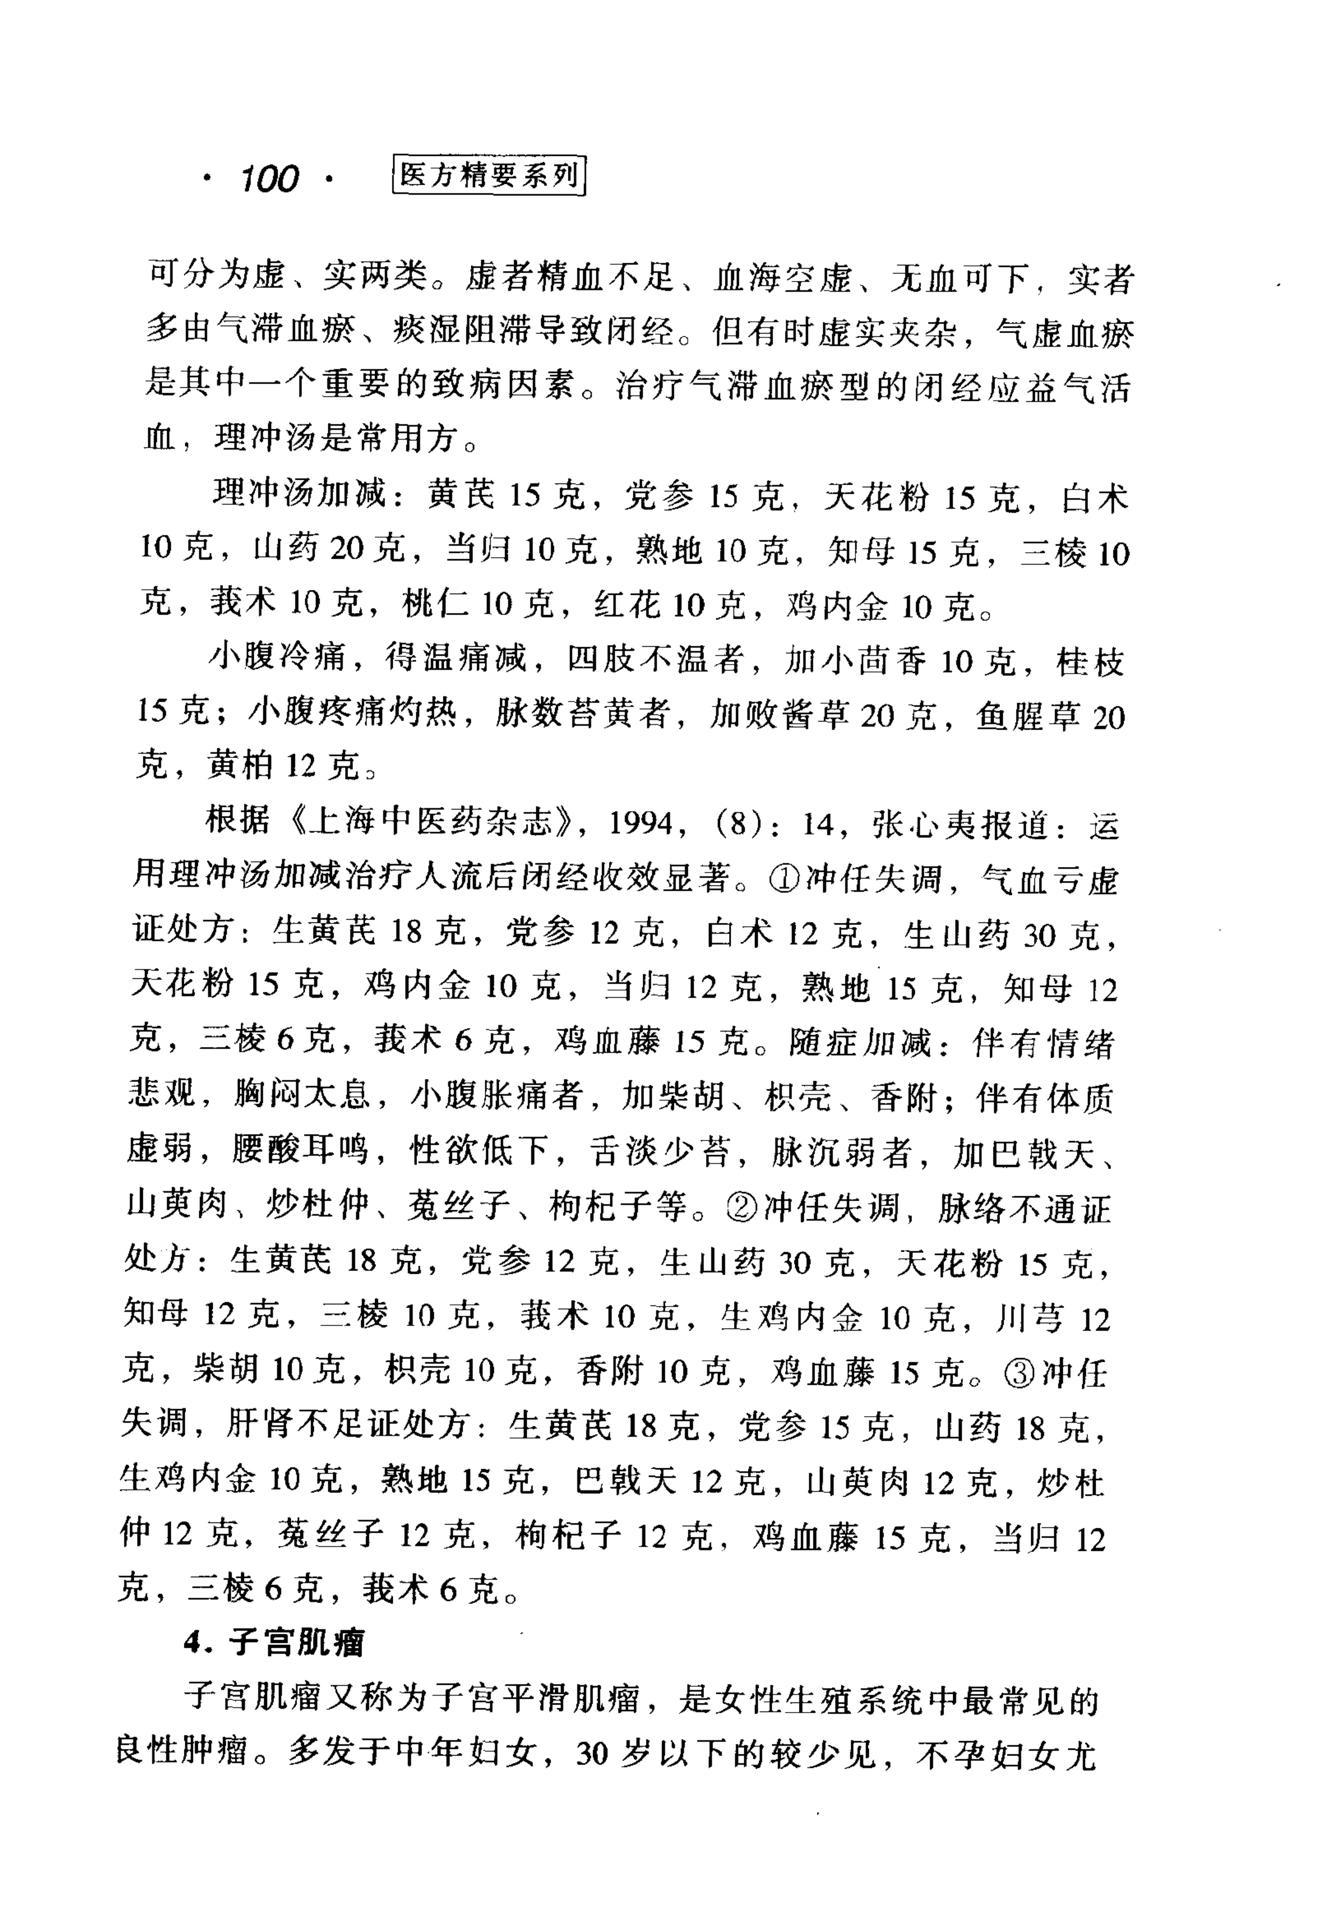 · 100 · 医方精要系列
可分为虚、实两类。虚者精血不足、血海空虚、无血可下，实者
多由气滞血瘀、痰湿阻滞导致闭经。但有时虚实夹杂，气虚血瘀
是其中一个重要的致病因素。治疗气滞血瘀型的闭经应益气活
血，理冲汤是常用方。
理冲汤加减：黄芪 15 克，党参 15 克，天花粉 15 克，白术
10 克，山药 20 克，当归 10 克，熟地 10 克，知母 15 克，三棱 10
克，莪术 10 克，桃仁 10 克，红花 10 克，鸡内金 10 克。
小腹冷痛，得温痛减，四肢不温者，加小茴香 10 克，桂枝
15 克；小腹疼痛灼热，脉数苔黄者，加败酱草 20 克，鱼腥草 20
克，黄柏 12 克。
根据《上海中医药杂志》，1994，（8）：14，张心夷报道：运
用理冲汤加减治疗人流后闭经收效显著。①冲任失调，气血亏虚
证处方：生黄芪 18 克，党参 12 克，白术 12 克，生山药 30 克，
天花粉 15 克，鸡内金 10 克，当归 12 克，熟地 15 克，知母 12
克，三棱 6 克，莪术 6 克，鸡血藤 15 克。随症加减：伴有情绪
悲观，胸闷太息，小腹胀痛者，加柴胡、枳壳、香附；伴有体质
虚弱，腰酸耳鸣，性欲低下，舌淡少苔，脉沉弱者，加巴戟天、
山萸肉、炒杜仲、菟丝子、枸杞子等。②冲任失调，脉络不通证
处方：生黄芪 18 克，党参 12 克，生山药 30 克，天花粉 15 克，
知母 12 克，三棱 10 克，莪术 10 克，生鸡内金 10 克，川芎 12
克，柴胡 10 克，枳壳 10 克，香附 10 克，鸡血藤 15 克。③冲任
失调，肝肾不足证处方：生黄芪 18 克，党参 15 克，山药 18 克，
生鸡内金 10 克，熟地 15 克，巴戟天 12 克，山萸肉 12 克，炒杜
仲 12 克，菟丝子 12 克，枸杞子 12 克，鸡血藤 15 克，当归 12
克，三棱 6 克，莪术 6 克。
4. 子宫肌瘤
子宫肌瘤又称为子宫平滑肌瘤，是女性生殖系统中最常见的
良性肿瘤。多发于中年妇女，30 岁以下的较少见，不孕妇女尤